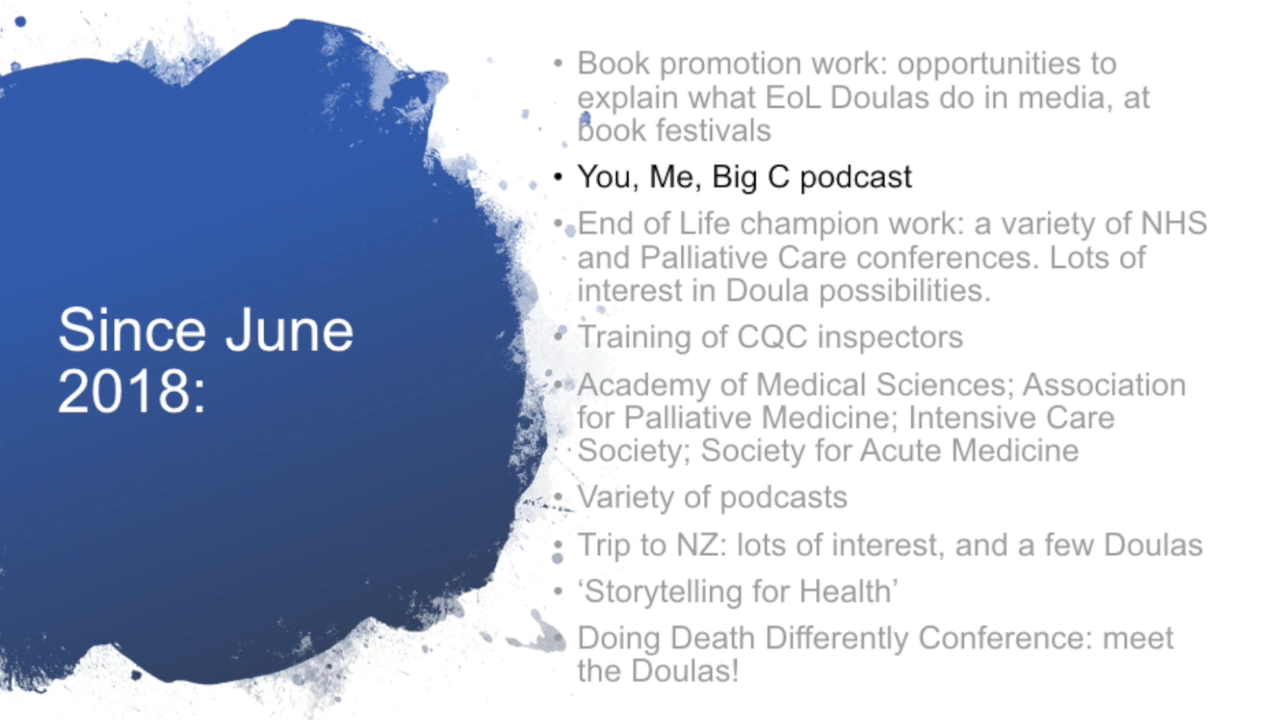 Since June
2018:
• Book promotion work: opportunities to
explain what EoL Doulas do in media, at
book festivals
• You, Me, Big C podcast
• End of Life champion work: a variety of NHS
and Palliative Care conferences. Lots of
interest in Doula possibilities.
• Training of CQC inspectors
• Academy of Medical Sciences; Association
for Palliative Medicine; Intensive Care
Society; Society for Acute Medicine
• Variety of podcasts
• Trip to NZ: lots of interest, and a few Doulas
• ‘Storytelling for Health’
• Doing Death Differently Conference: meet
the Doulas!